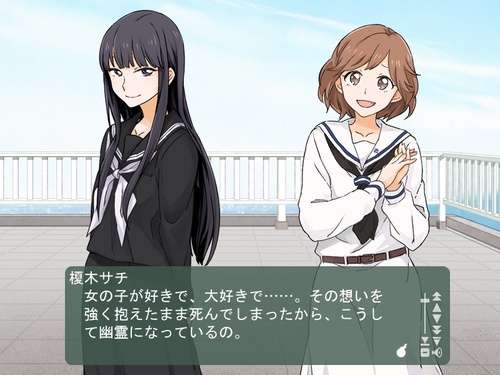 榎木サチ
女の子が好きで、大好きで……。その想いを
強く抱えたまま死んでしまったから、こうし
て幽霊になっているの。